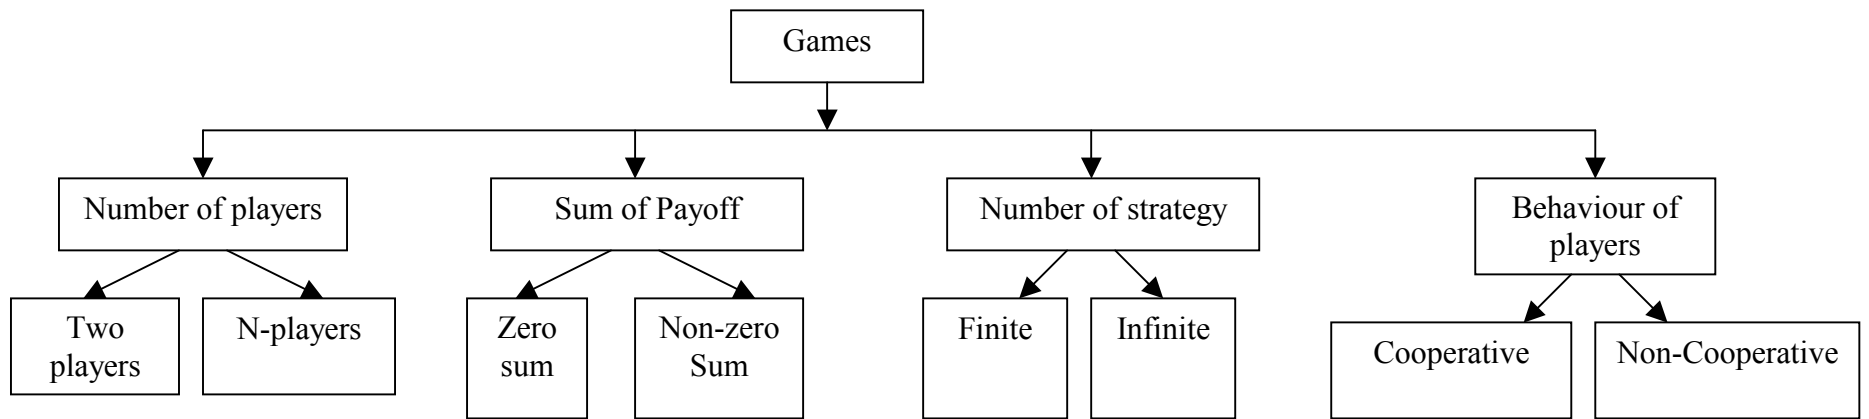 Games
Number of players
Sum of Payoff
Number of strategy
Behaviour of
players
Two
players
N-players
Zero
sum
Non-zero
Sum
Finite
Infinite
Cooperative
Non-Cooperative